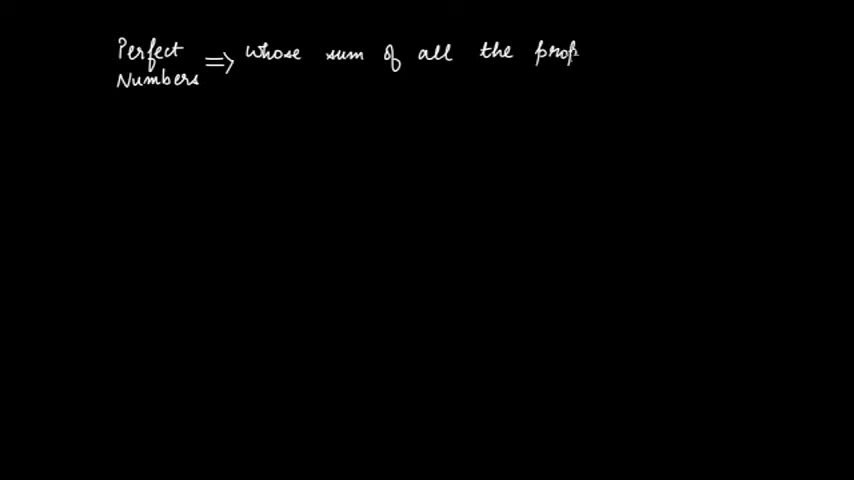 Perfect Numbers => whose sum of all the prop